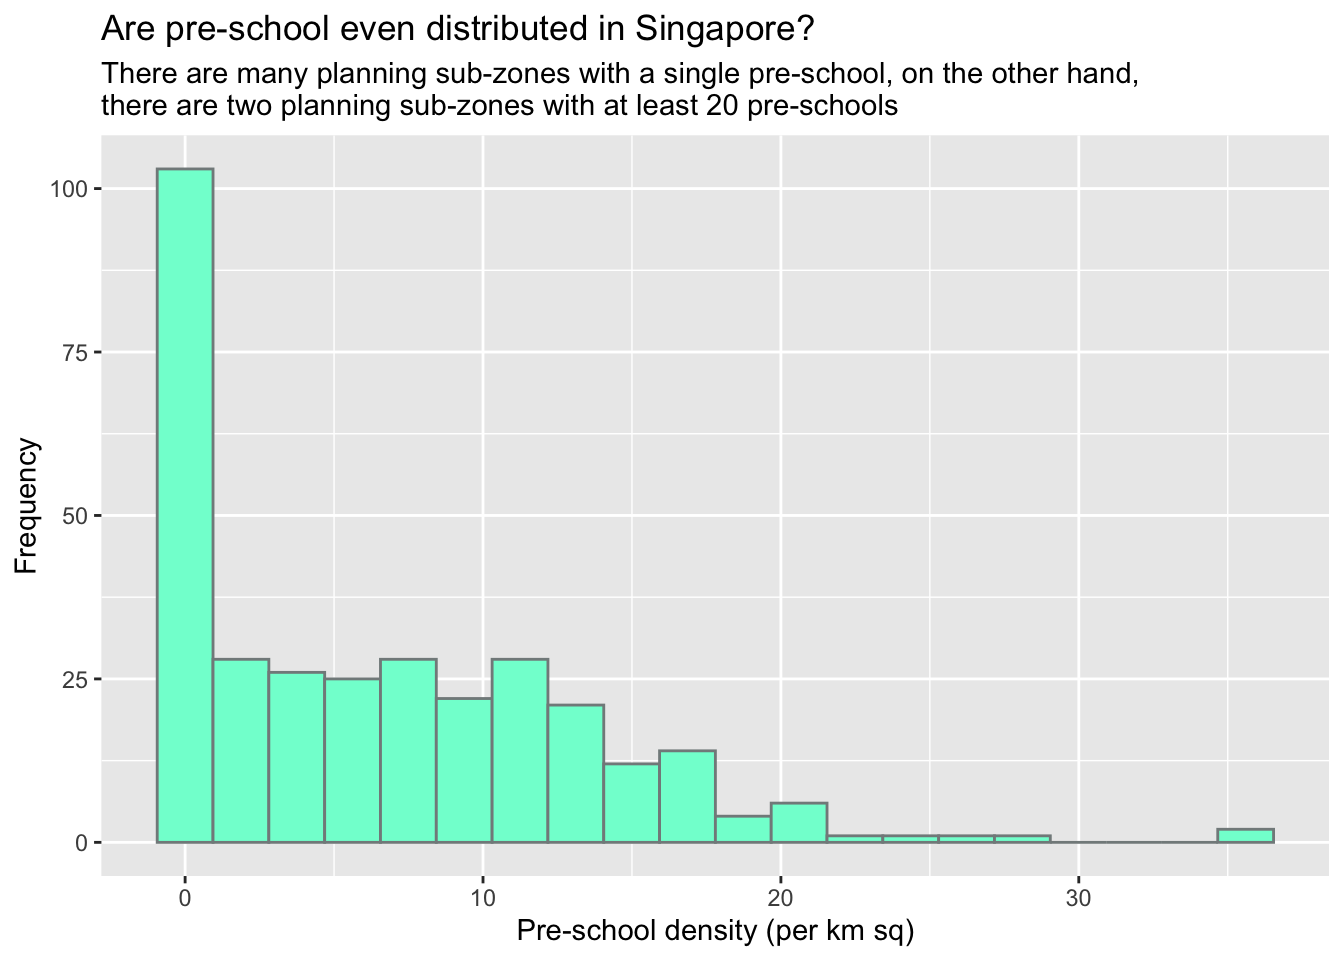 Are pre-school even distributed in Singapore?
There are many planning sub-zones with a single pre-school, on the other hand,
there are two planning sub-zones with at least 20 pre-schools
100
75
50
25
0
Frequency
0
10
20
30
Pre-school density (per km sq)